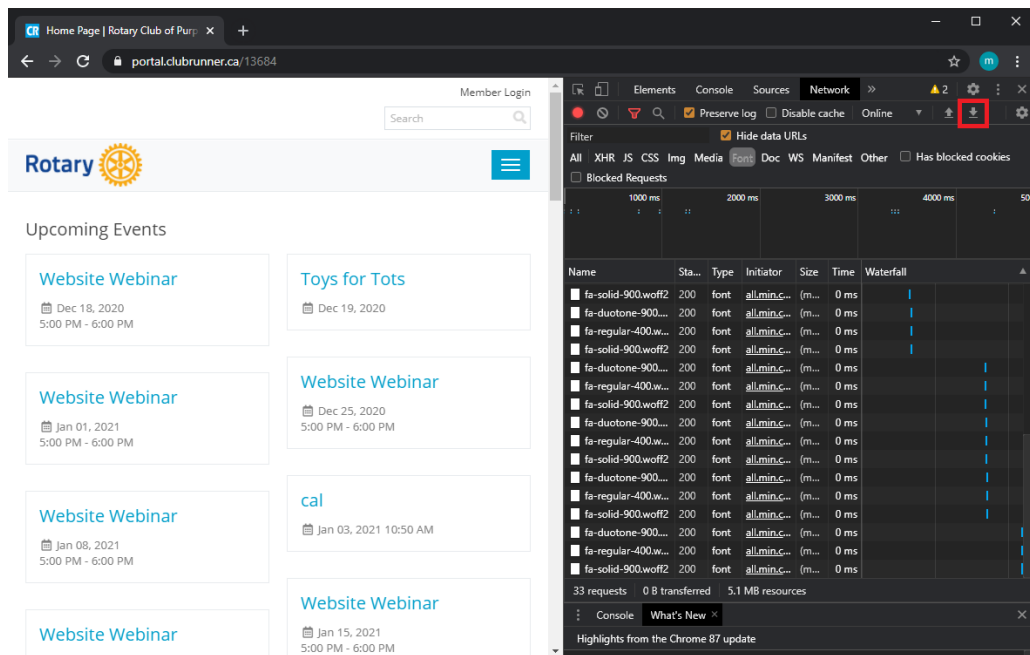 CR Home Page | Rotary Club of Purp
portal.clubrunner.ca/13684
m
Member Login
Search
Rotary
Upcoming Events
Website Webinar
Dec 18, 2020
5:00 PM - 6:00 PM
Toys for Tots
Dec 19, 2020
Website Webinar
Dec 25, 2020
5:00 PM - 6:00 PM
Website Webinar
Jan 01, 2021
5:00 PM - 6:00 PM
cal
Jan 03, 2021 10:50 AM
Website Webinar
Jan 08, 2021
5:00 PM - 6:00 PM
Website Webinar
Jan 15, 2021
5:00 PM - 6:00 PM
Website Webinar
Elements Console Sources Network » 2
Preserve log Disable cache Online
Filter Hide data URLs
All XHR JS CSS Img Media Font Doc WS Manifest Other Has blocked cookies
Blocked Requests
1000 ms 2000 ms 3000 ms 4000 ms 50
Name Sta... Type Initiator Size Time Waterfall
fa-solid-900.woff2 200 font all.min.c... (m... 0 ms
fa-duotone-900.... 200 font all.min.c... (m... 0 ms
fa-regular-400.w... 200 font all.min.c... (m... 0 ms
fa-solid-900.woff2 200 font all.min.c... (m... 0 ms
fa-duotone-900.... 200 font all.min.c... (m... 0 ms
fa-regular-400.w... 200 font all.min.c... (m... 0 ms
fa-solid-900.woff2 200 font all.min.c... (m... 0 ms
fa-duotone-900.... 200 font all.min.c... (m... 0 ms
fa-regular-400.w... 200 font all.min.c... (m... 0 ms
fa-solid-900.woff2 200 font all.min.c... (m... 0 ms
fa-duotone-900.... 200 font all.min.c... (m... 0 ms
fa-regular-400.w... 200 font all.min.c... (m... 0 ms
fa-solid-900.woff2 200 font all.min.c... (m... 0 ms
fa-duotone-900.... 200 font all.min.c... (m... 0 ms
fa-regular-400.w... 200 font all.min.c... (m... 0 ms
fa-solid-900.woff2 200 font all.min.c... (m... 0 ms
33 requests 0 B transferred 5.1 MB resources
Console What's New
Highlights from the Chrome 87 update